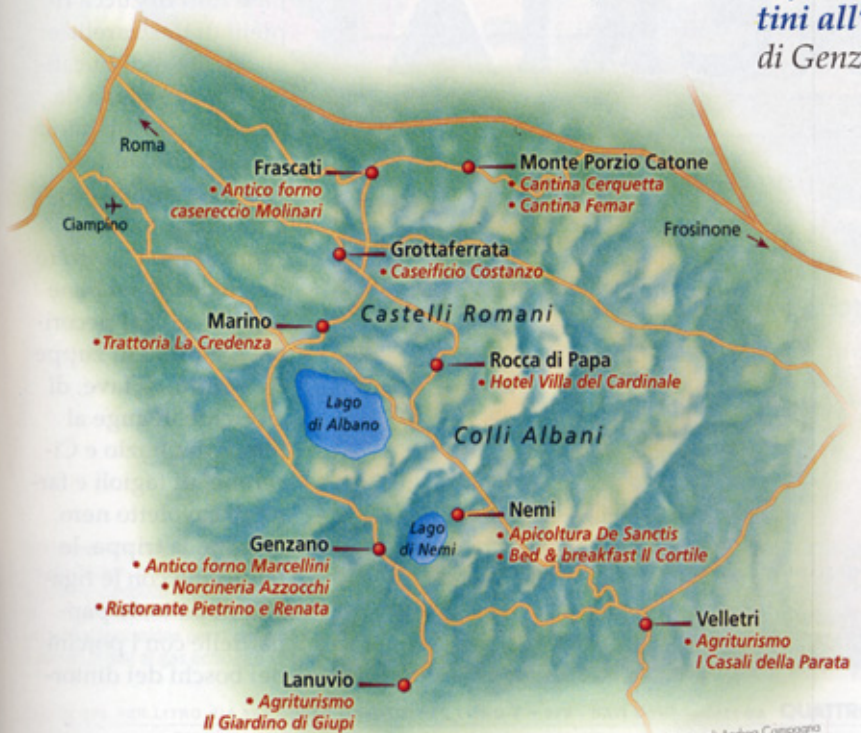 tini all'
di Genz
Roma
Ciampino
Frascati
• Antico forno
casereccio Molinari
Monte Porzio Catone
• Cantina Cerquetta
• Cantina Femar
Frosinone
Grottaferrata
• Caseificio Costanzo
Castelli Romani
Marino
• Trattoria La Credenza
Rocca di Papa
• Hotel Villa del Cardinale
Lago
di Albano
Colli Albani
Nemi
• Apicoltura De Sanctis
• Bed & breakfast Il Cortile
Lago
di Nemi
Genzano
• Antico forno Marcellini
• Norcineria Azzocchi
• Ristorante Pietrino e Renata
Velletri
• Agriturismo
I Casali della Parata
Lanuvio
• Agriturismo
Il Giardino di Giupi